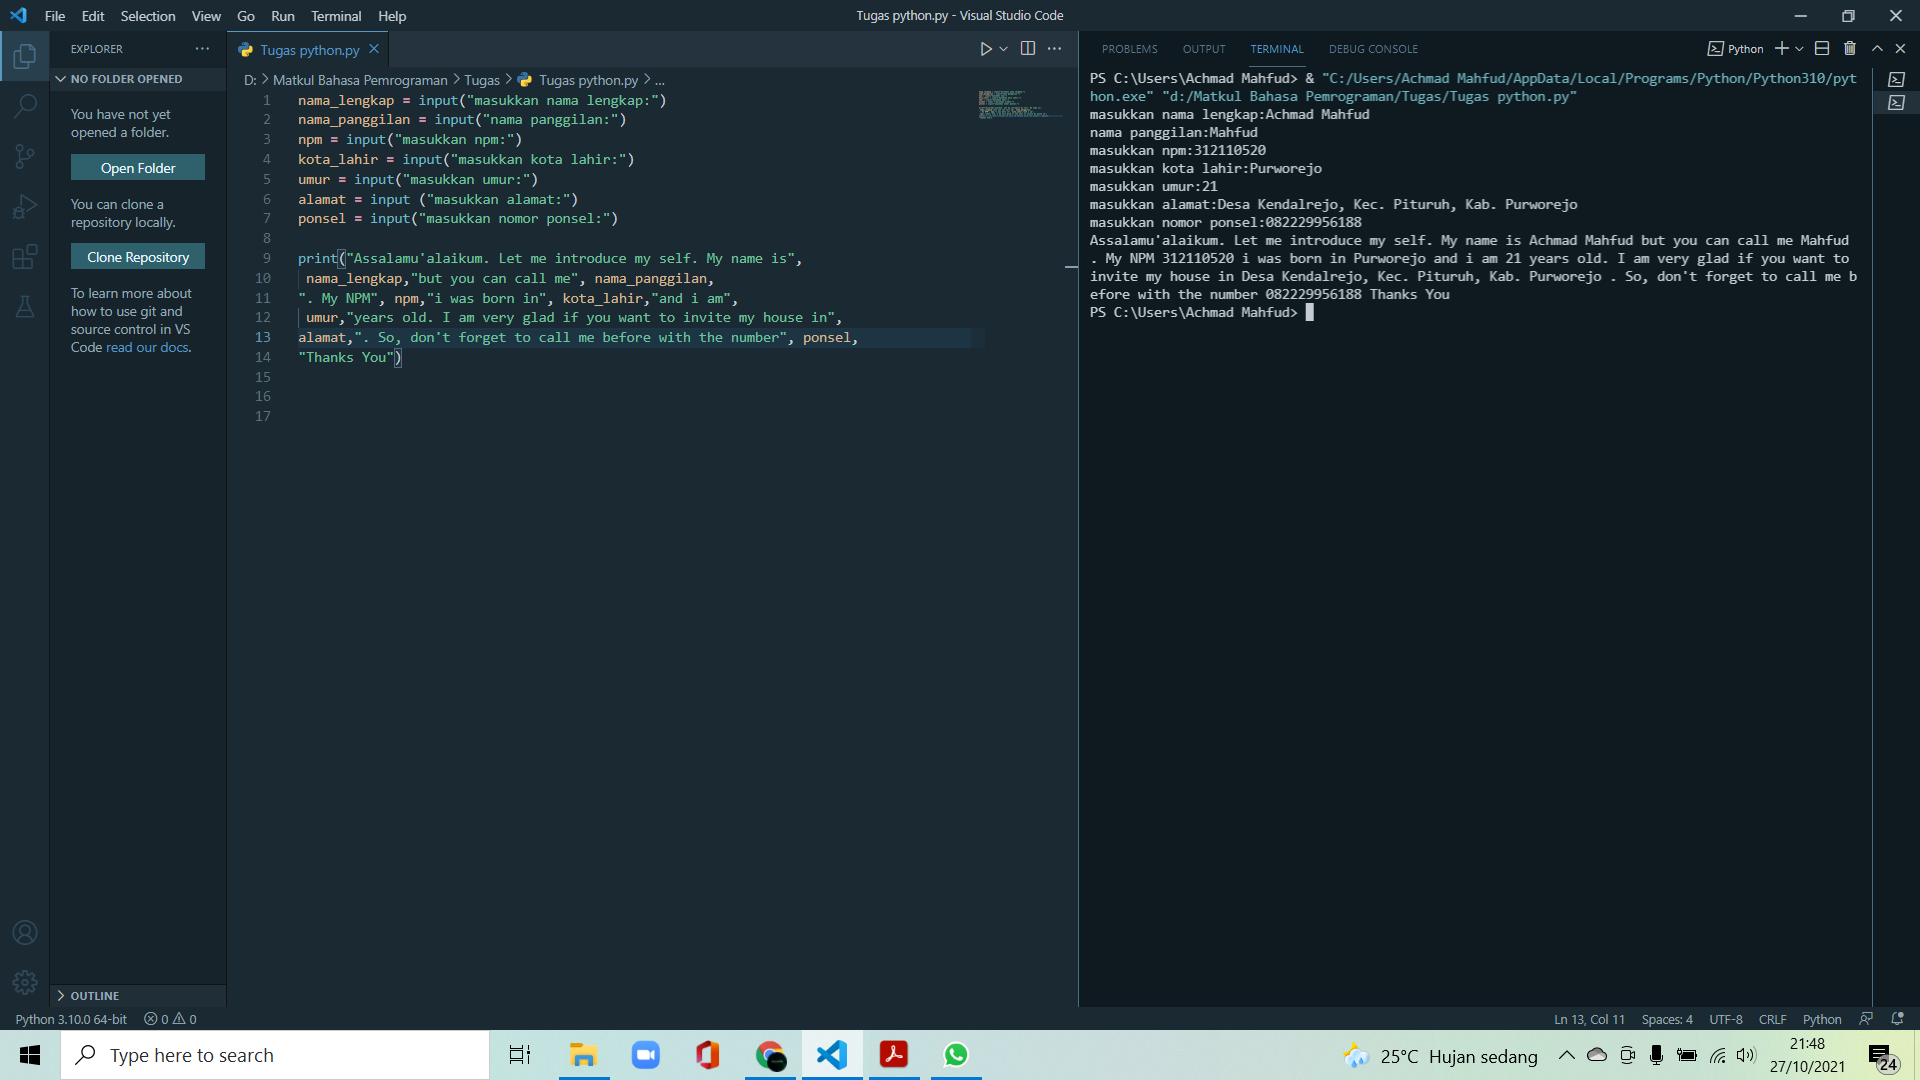 File Edit Selection View Go Run Terminal Help
Tugas python.py - Visual Studio Code
EXPLORER
NO FOLDER OPENED
You have not yet
opened a folder.
Open Folder
You can clone a
repository locally.
Clone Repository
To learn more about
how to use git and
source control in VS
Code read our docs.
OUTLINE
Tugas python.py
D: > Matkul Bahasa Pemrograman > Tugas > Tugas python.py > ...
1 nama_lengkap = input("masukkan nama lengkap:")
2 nama_panggilan = input("nama panggilan:")
3 npm = input("masukkan npm:")
4 kota_lahir = input("masukkan kota lahir:")
5 umur = input("masukkan umur:")
6 alamat = input ("masukkan alamat:")
7 ponsel = input("masukkan nomor ponsel:")
8
9 print("Assalamu'alaikum. Let me introduce my self. My name is",
10 nama_lengkap,"but you can call me", nama_panggilan,
11 ". My NPM", npm,"i was born in", kota_lahir,"and i am",
12 umur,"years old. I am very glad if you want to invite my house in",
13 alamat,". So, don't forget to call me before with the number", ponsel,
14 "Thanks You")
15
16
17
PROBLEMS OUTPUT TERMINAL DEBUG CONSOLE
Python
PS C:\Users\Achmad Mahfud> & "C:/Users/Achmad Mahfud/AppData/Local/Programs/Python/Python310/pyt
hon.exe" "d:/Matkul Bahasa Pemrograman/Tugas/Tugas python.py"
masukkan nama lengkap:Achmad Mahfud
nama panggilan:Mahfud
masukkan npm:312110520
masukkan kota lahir:Purworejo
masukkan umur:21
masukkan alamat:Desa Kendalrejo, Kec. Pituruh, Kab. Purworejo
masukkan nomor ponsel:082229956188
Assalamu'alaikum. Let me introduce my self. My name is Achmad Mahfud but you can call me Mahfud
. My NPM 312110520 i was born in Purworejo and i am 21 years old. I am very glad if you want to
invite my house in Desa Kendalrejo, Kec. Pituruh, Kab. Purworejo . So, don't forget to call me b
efore with the number 082229956188 Thanks You
PS C:\Users\Achmad Mahfud>
Python 3.10.0 64-bit 0 0
Ln 13, Col 11 Spaces: 4 UTF-8 CRLF Python
Type here to search
25°C Hujan sedang
21:48
27/10/2021
24